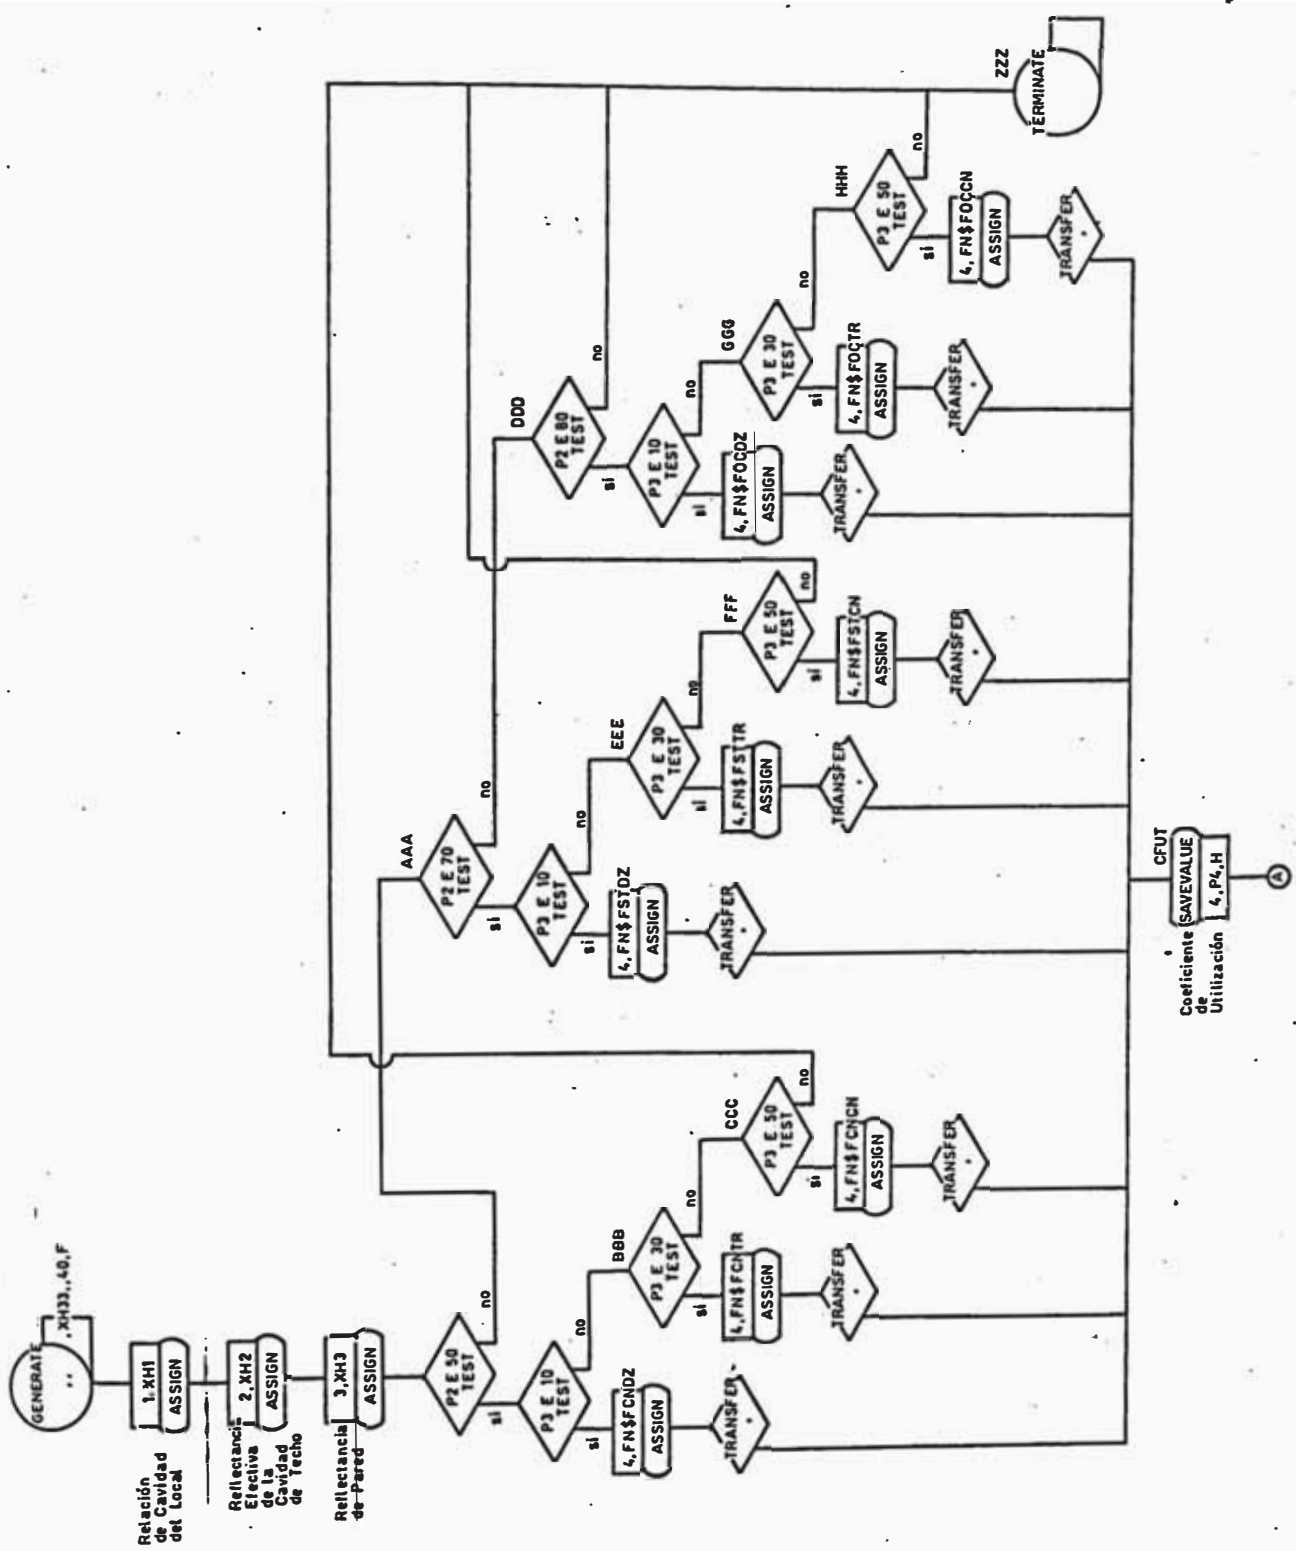 GENERATE
, XH33,,40,F
,,
Relación
de Cavidad
del Local
1, XH1
ASSIGN
Reflectancia
Efectiva
de la
Cavidad
de Techo
2, XH2
ASSIGN
Reflectancia
de Pared
3, XH3
ASSIGN
P2 E 50
TEST
no
si
P3 E 10
TEST
no
si
4, FN$FCNDZ
ASSIGN
TRANSFER
,
BBB
P3 E 30
TEST
no
si
4, FN$FCNTR
ASSIGN
TRANSFER
,
CCC
P3 E 50
TEST
no
si
4, FN$FCNCN
ASSIGN
TRANSFER
,
AAA
P2 E 70
TEST
no
si
P3 E 10
TEST
no
si
4, FN$FSTDZ
ASSIGN
TRANSFER
,
EEE
P3 E 30
TEST
no
si
4, FN$FSTTR
ASSIGN
TRANSFER
,
FFF
P3 E 50
TEST
no
si
4, FN$FSTCN
ASSIGN
TRANSFER
,
DDD
P2 E 80
TEST
no
si
P3 E 10
TEST
no
si
4, FN$FOCDZ
ASSIGN
TRANSFER
,
GGG
P3 E 30
TEST
no
si
4, FN$FOCTR
ASSIGN
TRANSFER
,
HHH
P3 E 50
TEST
no
si
4, FN$FOCCN
ASSIGN
TRANSFER
,
ZZZ
TERMINATE
CFUT
Coeficiente
de
Utilización
SAVEVALUE
4, P4, H
A